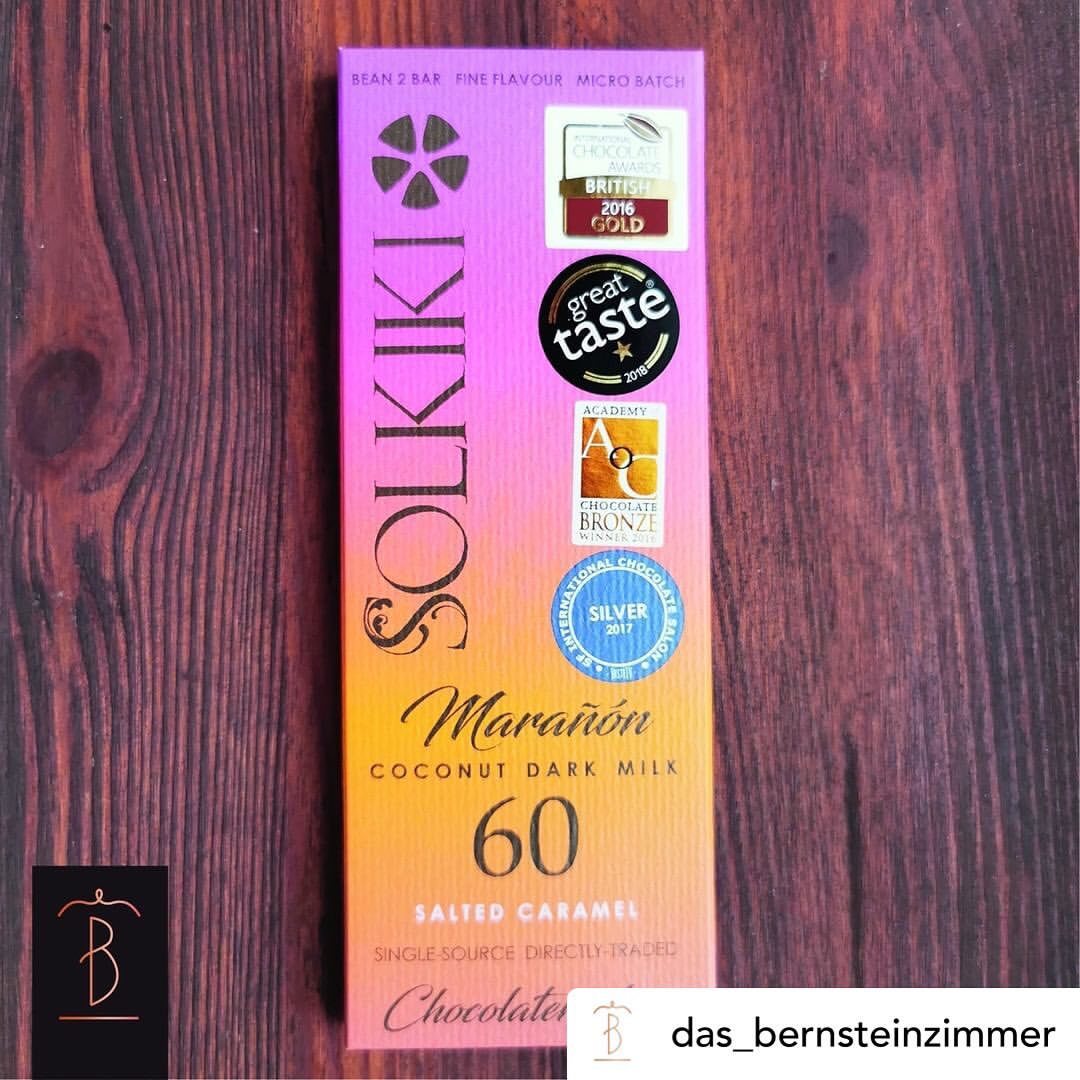 BEAN 2 BAR FINE FLAVOUR MICRO BATCH
SOLKIKI
INTERNATIONAL
CHOCOLATE
AWARDS
BRITISH
2016
GOLD
great
taste®
2018
ACADEMY
AoC
CHOCOLATE
BRONZE
WINNER 2016
SF INTERNATIONAL CHOCOLATE SALON
SILVER
2017
Marañón
COCONUT DARK MILK
60
SALTED CARAMEL
SINGLE-SOURCE DIRECTLY-TRADED
B
B
das_bernsteinzimmer